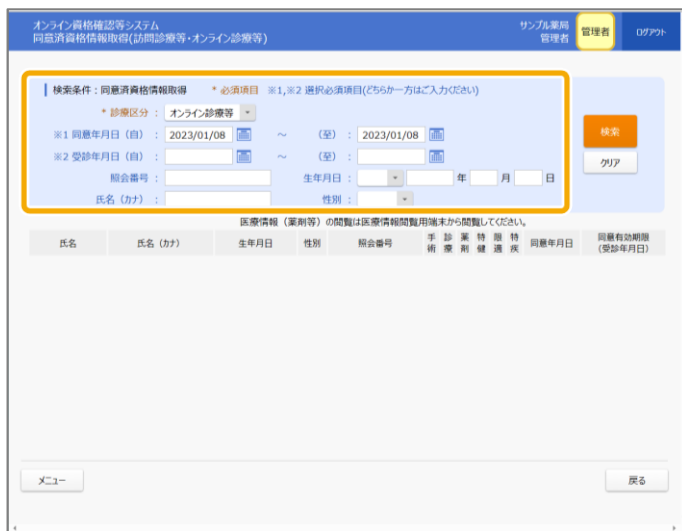 オンライン資格確認等システム
同意済資格情報取得(訪問診療等・オンライン診療等)
サンプル薬局
管理者
管理者
ログアウト
検索条件：同意済資格情報取得 * 必須項目 ※1,※2 選択必須項目(どちらか一方はご入力ください)
* 診療区分 : オンライン診療等
※1 同意年月日（自） : 2023/01/08 ～ （至） : 2023/01/08
※2 受診年月日（自） : ～ （至） :
照会番号 : 生年月日 : 年 月 日
氏名（カナ） : 性別 :
検索
クリア
医療情報（薬剤等）の閲覧は医療情報閲覧用端末から閲覧してください。
氏名 氏名（カナ） 生年月日 性別 照会番号 手術 診療 薬剤 特健 限適 特疾 同意年月日 同意有効期限（受診年月日）
メニュー 戻る